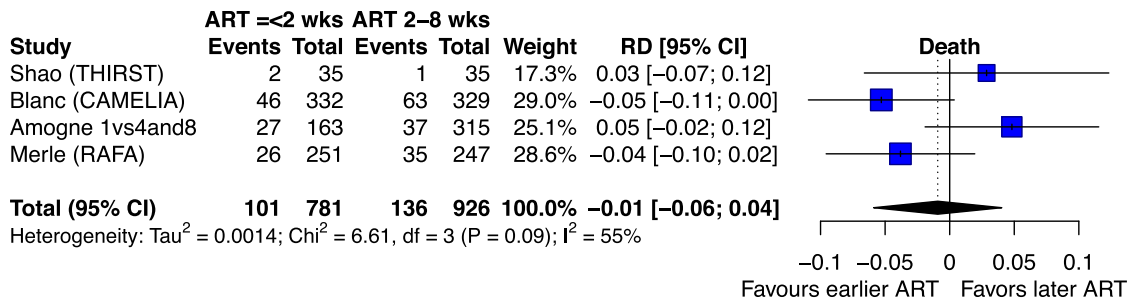 ART =<2 wks ART 2–8 wks
Study Events Total Events Total Weight RD [95% CI] Death
Shao (THIRST) 2 35 1 35 17.3% 0.03 [−0.07; 0.12]
Blanc (CAMELIA) 46 332 63 329 29.0% −0.05 [−0.11; 0.00]
Amogne 1vs4and8 27 163 37 315 25.1% 0.05 [−0.02; 0.12]
Merle (RAFA) 26 251 35 247 28.6% −0.04 [−0.10; 0.02]
Total (95% CI) 101 781 136 926 100.0% −0.01 [−0.06; 0.04]
Heterogeneity: Tau² = 0.0014; Chi² = 6.61, df = 3 (P = 0.09); I² = 55%
−0.1 −0.05 0 0.05 0.1
Favours earlier ART Favors later ART